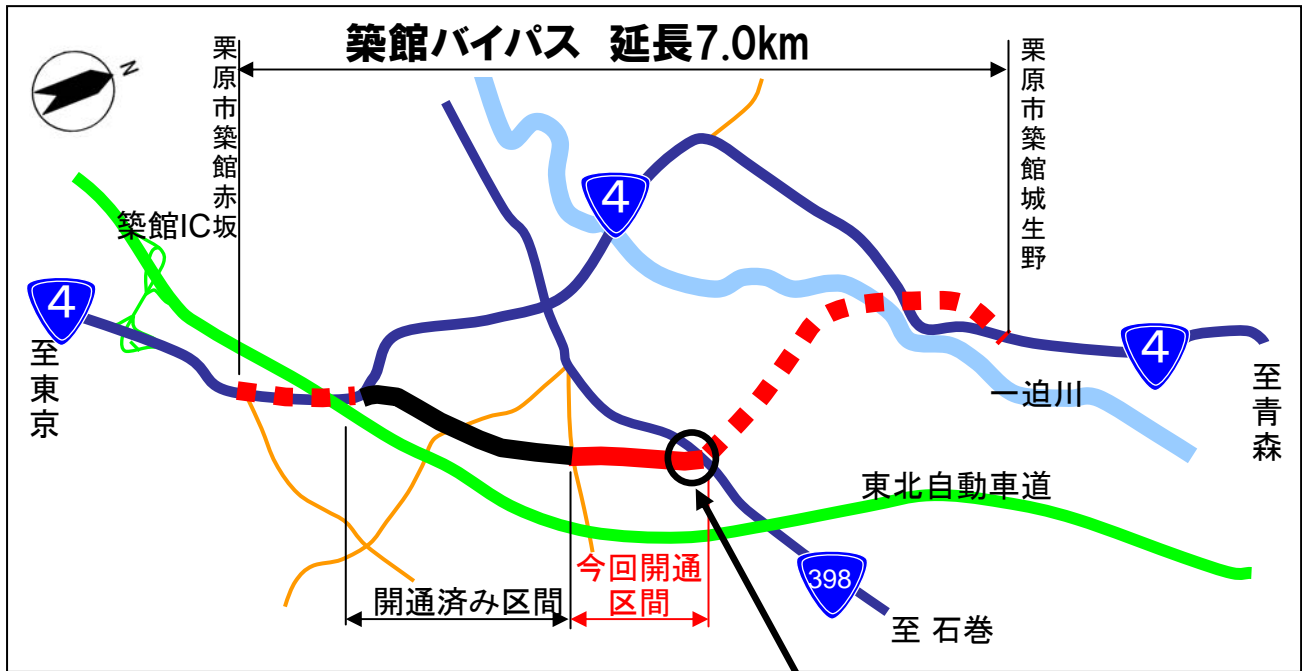 築館バイパス 延長7.0km
N
栗原市築館赤坂
栗原市築館城生野
築館IC
4
4
4
至東京
至青森
一迫川
東北自動車道
今回開通
区間
開通済み区間
398
至 石巻